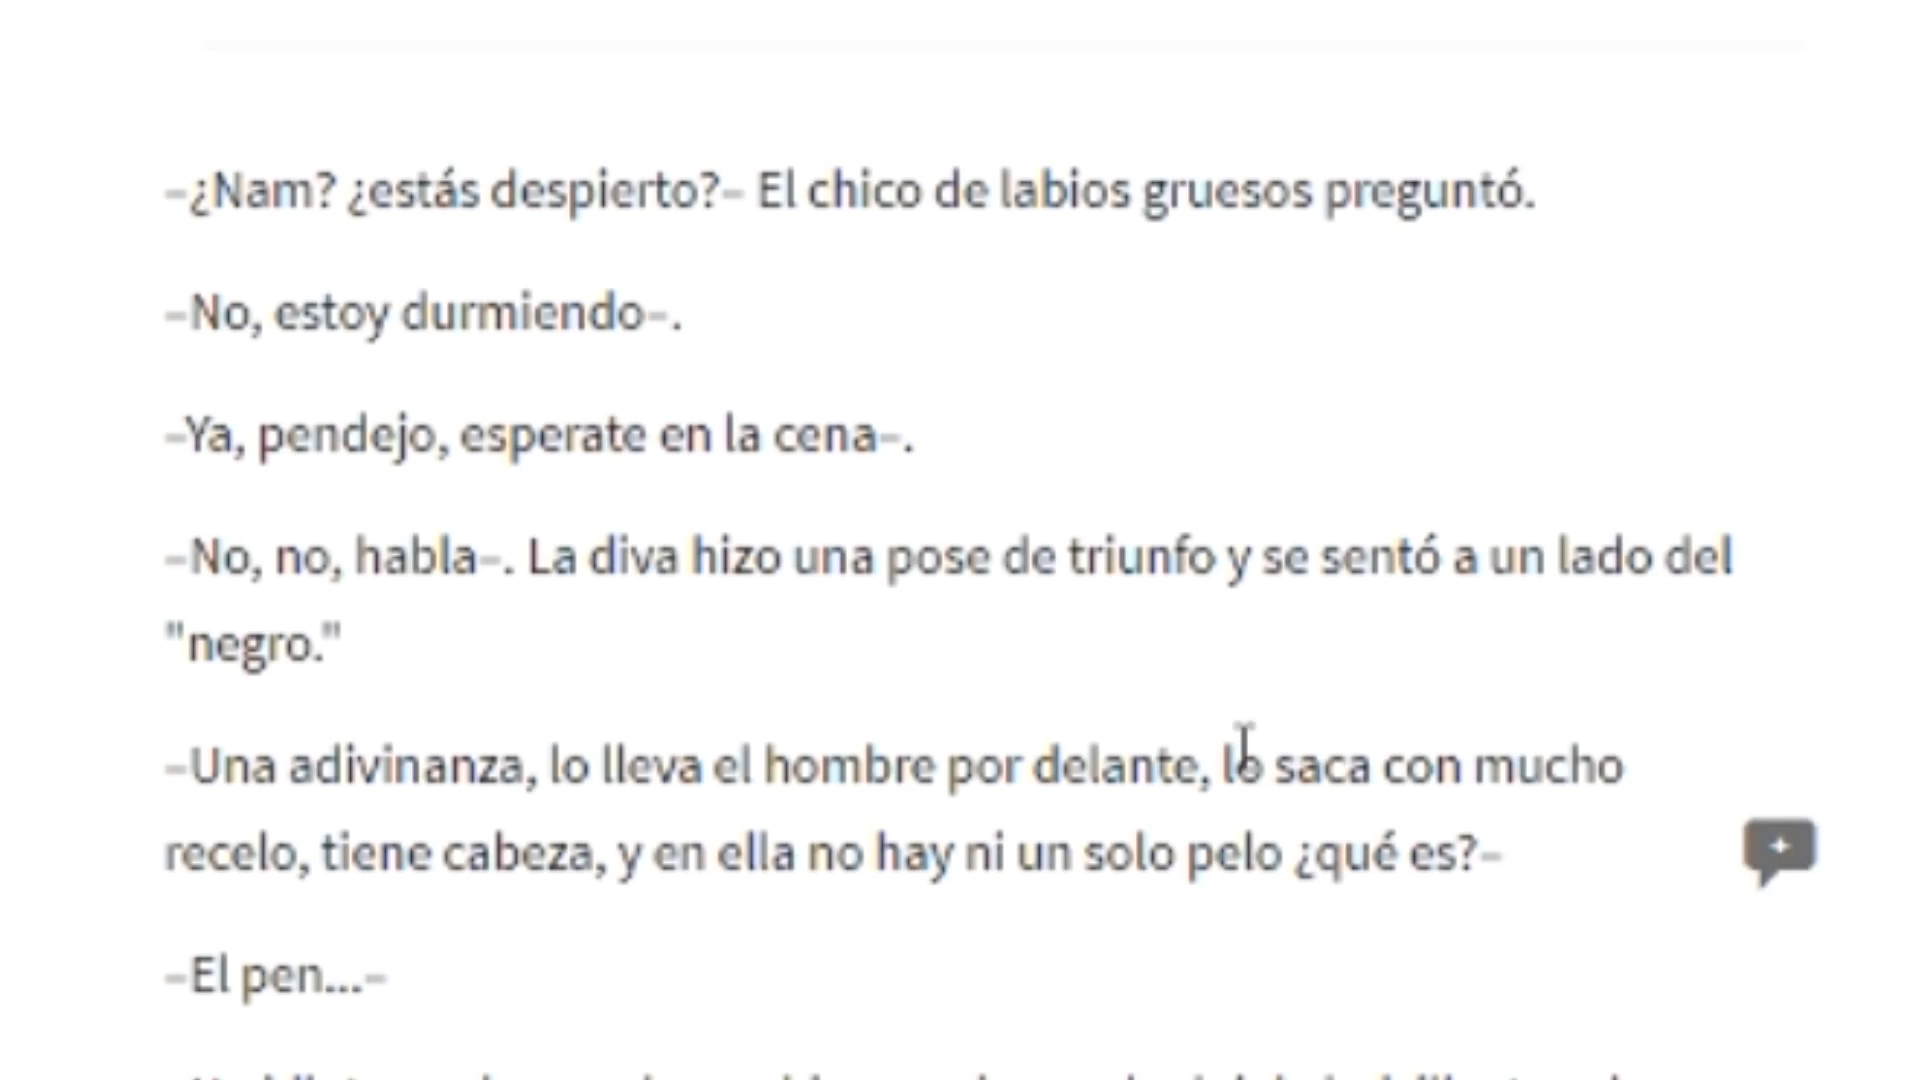 –¿Nam? ¿estás despierto?– El chico de labios gruesos preguntó.
–No, estoy durmiendo–.
–Ya, pendejo, esperate en la cena–.
–No, no, habla–. La diva hizo una pose de triunfo y se sentó a un lado del
"negro."
–Una adivinanza, lo lleva el hombre por delante, lo saca con mucho
recelo, tiene cabeza, y en ella no hay ni un solo pelo ¿qué es?–
–El pen...–